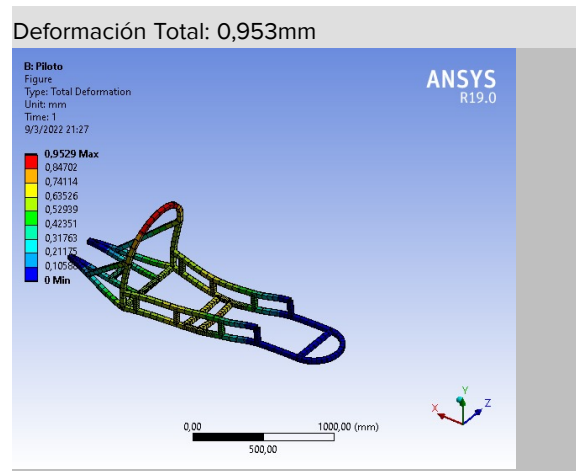 Deformación Total: 0,953mm
B: Piloto
Figure
Type: Total Deformation
Unit: mm
Time: 1
9/3/2022 21:27
ANSYS
R19.0
0,9529 Max
0,84702
0,74114
0,63526
0,52939
0,42351
0,31763
0,21175
0,10588
0 Min
Y
X
Z
0,00
1000,00 (mm)
500,00